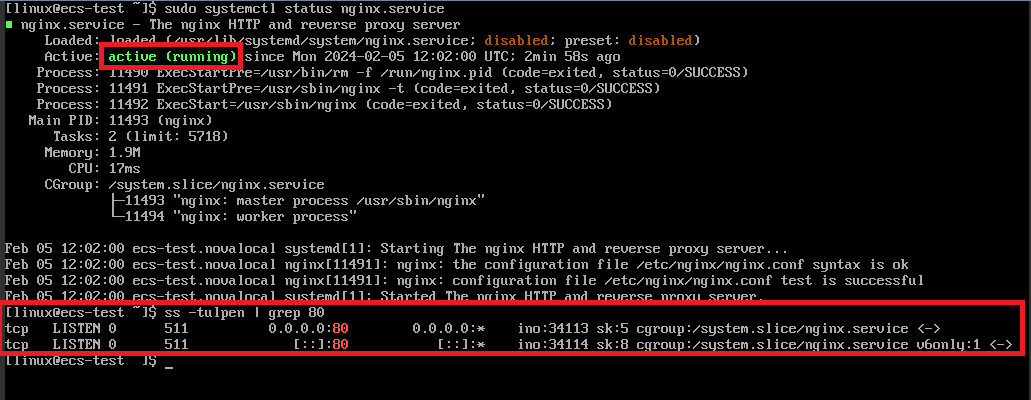 [linux@ecs-test ~]$ sudo systemctl status nginx.service
■ nginx.service - The nginx HTTP and reverse proxy server
Loaded: loaded (/usr/lib/systemd/system/nginx.service; disabled; preset: disabled)
Active: active (running) since Mon 2024-02-05 12:02:00 UTC; 2min 58s ago
Process: 11490 ExecStartPre=/usr/bin/rm -f /run/nginx.pid (code=exited, status=0/SUCCESS)
Process: 11491 ExecStartPre=/usr/sbin/nginx -t (code=exited, status=0/SUCCESS)
Process: 11492 ExecStart=/usr/sbin/nginx (code=exited, status=0/SUCCESS)
Main PID: 11493 (nginx)
Tasks: 2 (limit: 5718)
Memory: 1.9M
CPU: 17ms
CGroup: /system.slice/nginx.service
├─11493 "nginx: master process /usr/sbin/nginx"
└─11494 "nginx: worker process"
Feb 05 12:02:00 ecs-test.novalocal systemd[1]: Starting The nginx HTTP and reverse proxy server...
Feb 05 12:02:00 ecs-test.novalocal nginx[11491]: nginx: the configuration file /etc/nginx/nginx.conf syntax is ok
Feb 05 12:02:00 ecs-test.novalocal nginx[11491]: nginx: configuration file /etc/nginx/nginx.conf test is successful
Feb 05 12:02:00 ecs-test.novalocal systemd[1]: Started The nginx HTTP and reverse proxy server.
[linux@ecs-test ~]$ ss -tulpen | grep 80
tcp LISTEN 0 511 0.0.0.0:80 0.0.0.0:* ino:34113 sk:5 cgroup:/system.slice/nginx.service <->
tcp LISTEN 0 511 [::]:80 [::]:* ino:34114 sk:8 cgroup:/system.slice/nginx.service v6only:1 <->
[linux@ecs-test ~]$ _